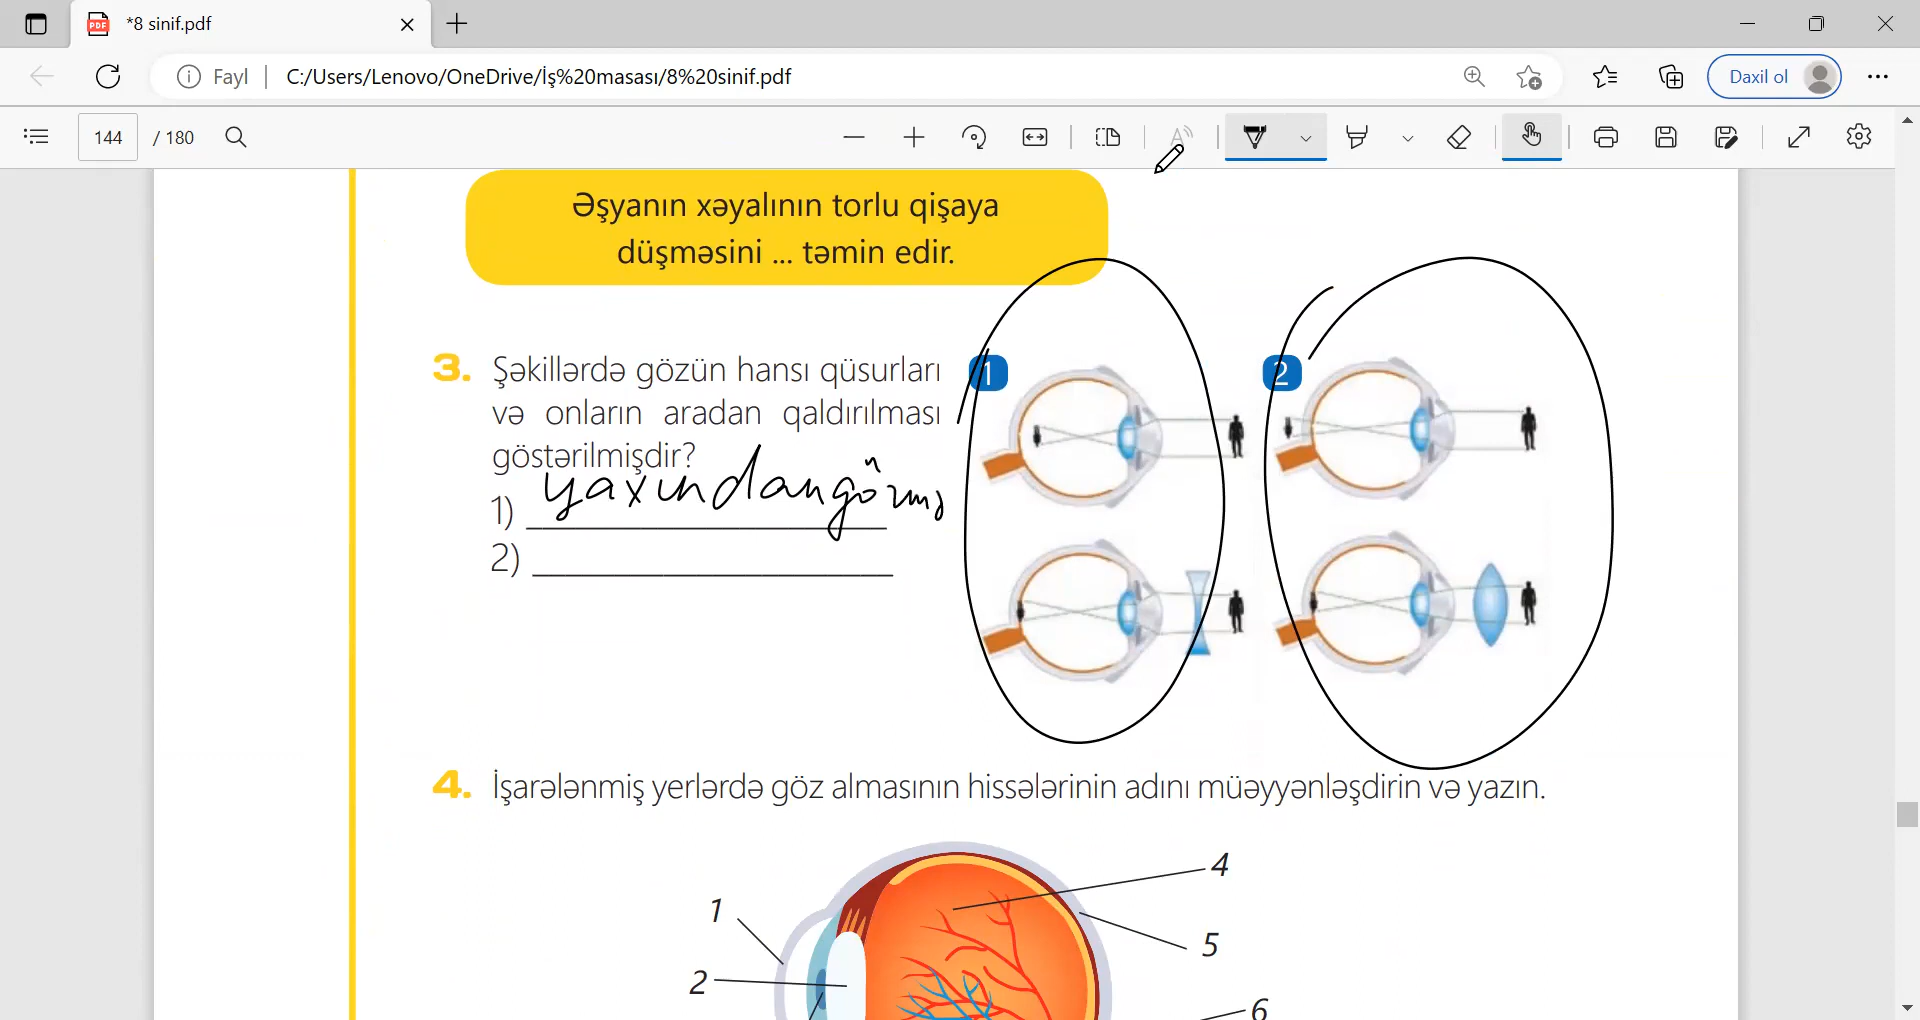 *8 sinif.pdf
Fayl
C:/Users/Lenovo/OneDrive/İş%20masası/8%20sinif.pdf
Daxil ol
144
/ 180
Əşyanın xəyalının torlu qişaya
düşməsini ... təmin edir.
3. Şəkillərdə gözün hansı qüsurları
və onların aradan qaldırılması
göstərilmişdir?
1) yaxındangörmə
2)
1
2
4. İşarələnmiş yerlərdə göz almasının hissələrinin adını müəyyənləşdirin və yazın.
4
1
5
2
6